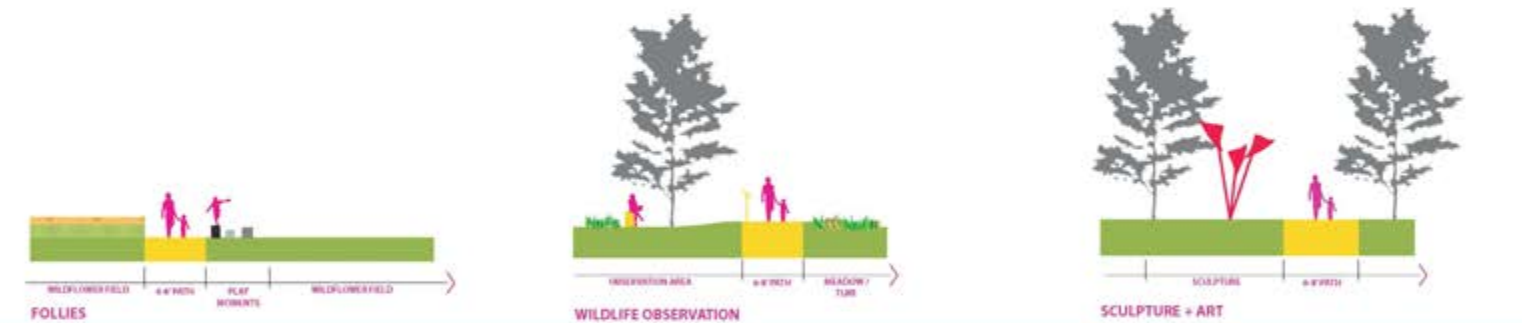 WILDFLOWER FIELD
6-8' PATH
PLAY
MOMENTS
WILDFLOWER FIELD
FOLLIES
OBSERVATION AREA
6-8' PATH
MEADOW /
TURF
WILDLIFE OBSERVATION
SCULPTURE
6-8' PATH
SCULPTURE + ART